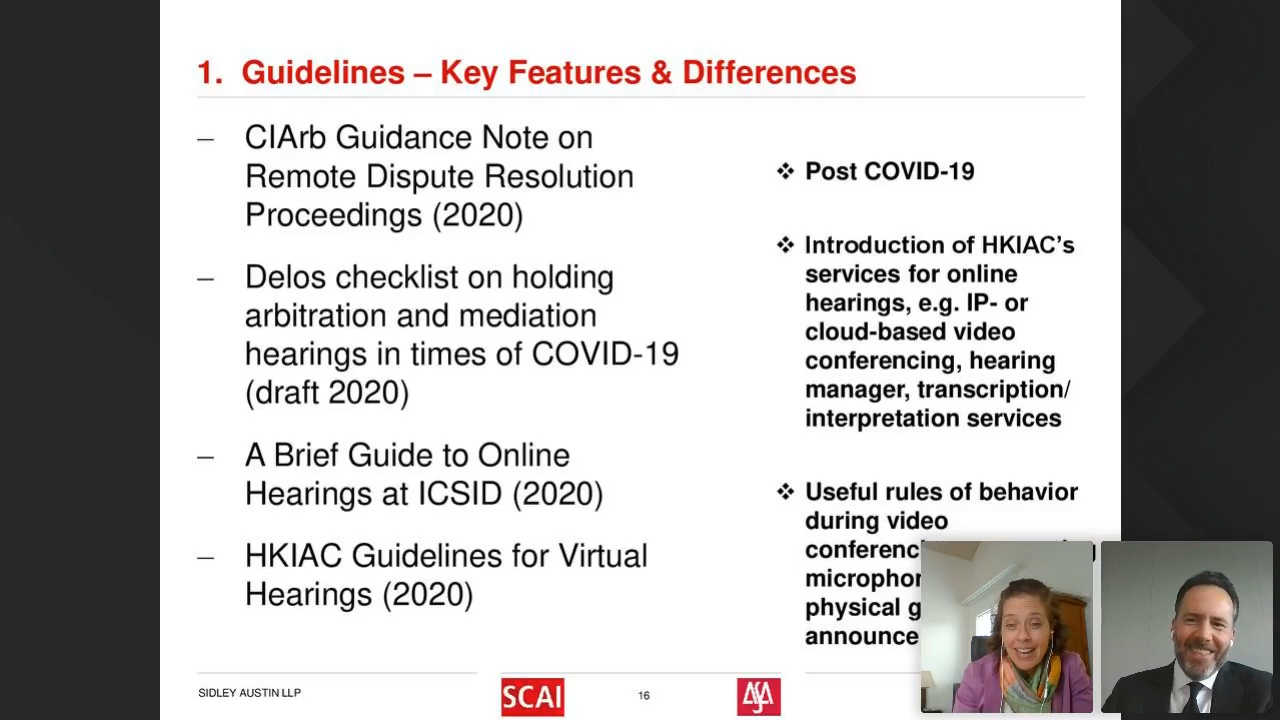 1. Guidelines – Key Features & Differences
– CIArb Guidance Note on
Remote Dispute Resolution
Proceedings (2020)
– Delos checklist on holding
arbitration and mediation
hearings in times of COVID-19
(draft 2020)
– A Brief Guide to Online
Hearings at ICSID (2020)
– HKIAC Guidelines for Virtual
Hearings (2020)
❖ Post COVID-19
❖ Introduction of HKIAC’s
services for online
hearings, e.g. IP- or
cloud-based video
conferencing, hearing
manager, transcription/
interpretation services
❖ Useful rules of behavior
during video
physical
SIDLEY AUSTIN LLP
SCAI
16
ASA